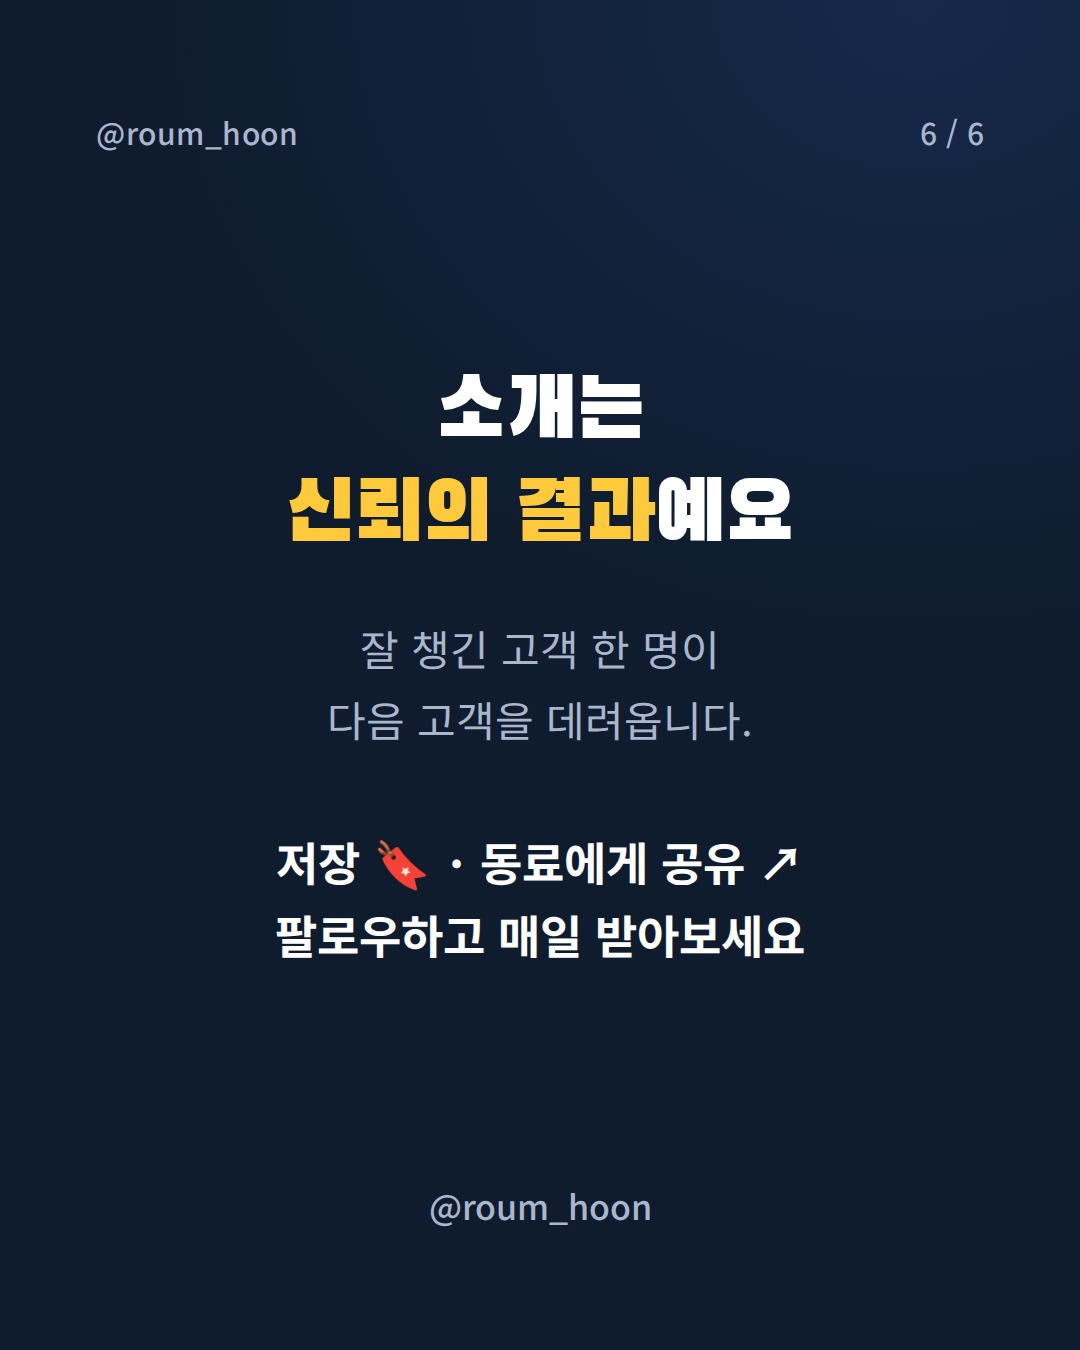 @roum_hoon
6 / 6
소개는
신뢰의 결과예요
잘 챙긴 고객 한 명이
다음 고객을 데려옵니다.
저장 🔖 · 동료에게 공유 ↗
팔로우하고 매일 받아보세요
@roum_hoon